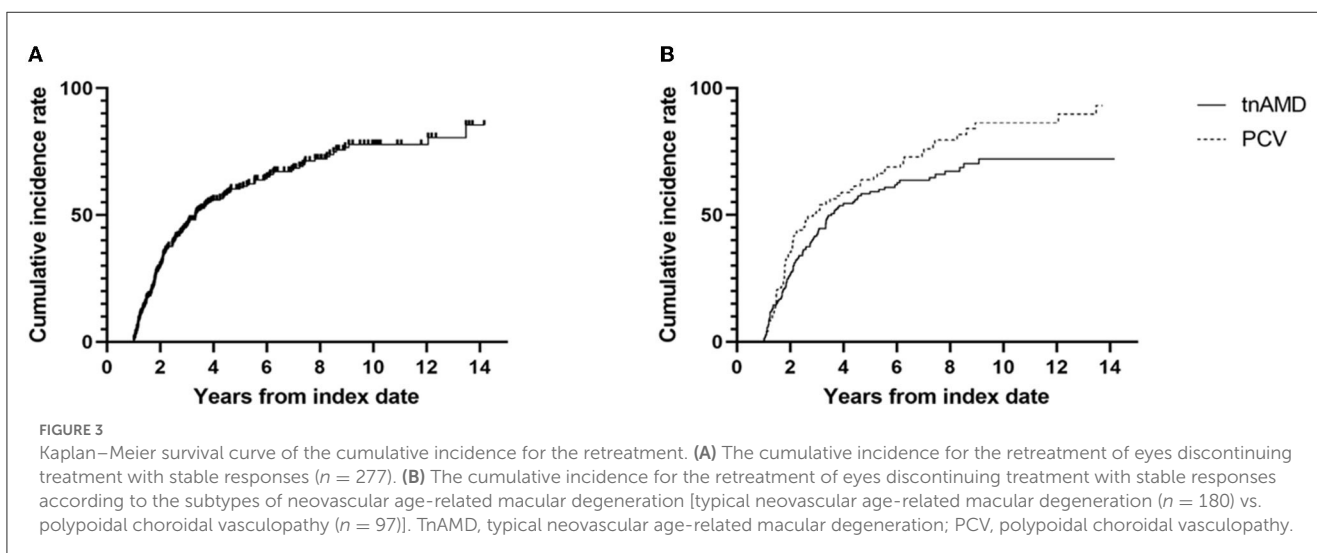 A
Cumulative incidence rate
100
50
0
0 2 4 6 8 10 12 14
Years from index date
B
Cumulative incidence rate
100
50
0
0 2 4 6 8 10 12 14
Years from index date
tnAMD
PCV
FIGURE 3
Kaplan–Meier survival curve of the cumulative incidence for the retreatment. (A) The cumulative incidence for the retreatment of eyes discontinuing
treatment with stable responses (n = 277). (B) The cumulative incidence for the retreatment of eyes discontinuing treatment with stable responses
according to the subtypes of neovascular age-related macular degeneration [typical neovascular age-related macular degeneration (n = 180) vs.
polypoidal choroidal vasculopathy (n = 97)]. TnAMD, typical neovascular age-related macular degeneration; PCV, polypoidal choroidal vasculopathy.